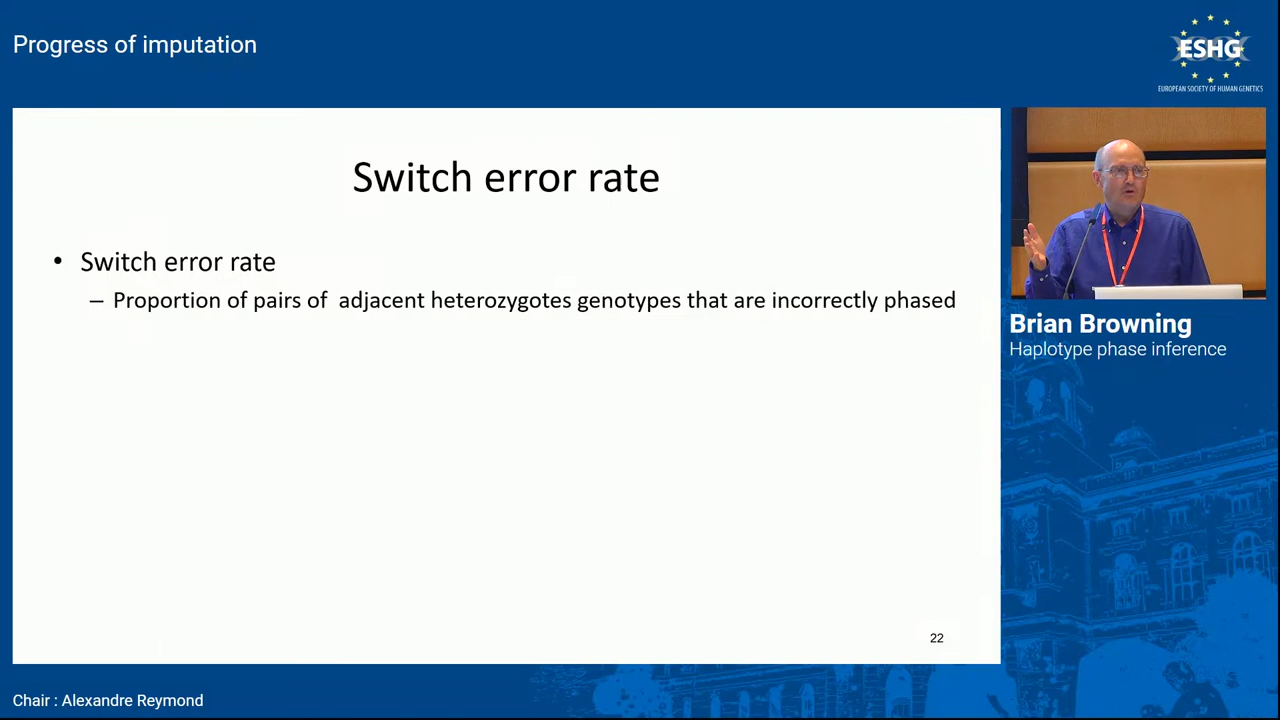 Progress of imputation
ESHG
EUROPEAN SOCIETY OF HUMAN GENETICS
Switch error rate
• Switch error rate
– Proportion of pairs of adjacent heterozygotes genotypes that are incorrectly phased
22
Brian Browning
Haplotype phase inference
Chair : Alexandre Reymond